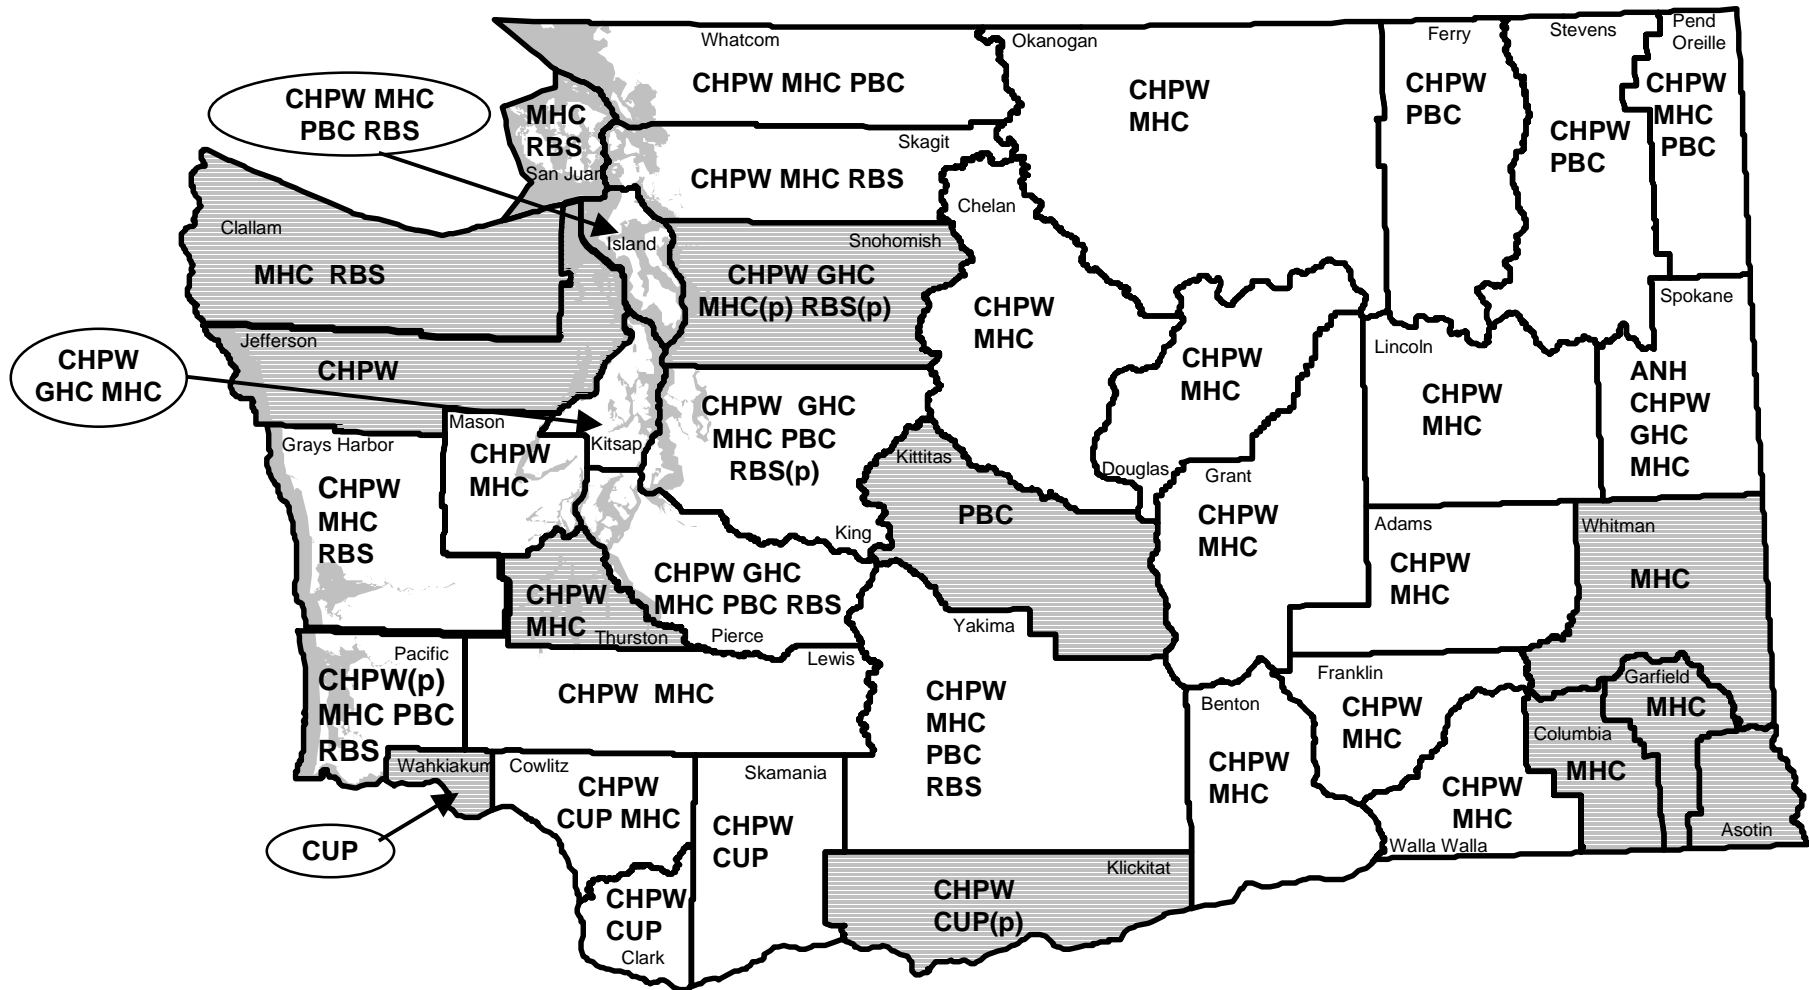 Whatcom
CHPW MHC PBC
Okanogan
CHPW
MHC
Ferry
CHPW
PBC
Stevens
CHPW
PBC
Pend
Oreille
CHPW
MHC
PBC
CHPW MHC
PBC RBS
MHC
RBS
San Juan
Skagit
CHPW MHC RBS
Chelan
CHPW
MHC
Clallam
MHC RBS
Island
Snohomish
CHPW GHC
MHC(p) RBS(p)
Jefferson
CHPW
CHPW
GHC MHC
Kitsap
Mason
CHPW
MHC
Grays Harbor
CHPW
MHC
RBS
CHPW GHC
MHC PBC
RBS(p)
King
Kittitas
PBC
CHPW
MHC
Douglas
Grant
CHPW
MHC
Lincoln
CHPW
MHC
Spokane
ANH
CHPW
GHC
MHC
Adams
CHPW
MHC
Whitman
MHC
CHPW
MHC
Thurston
CHPW GHC
MHC PBC RBS
Pierce
Yakima
CHPW
MHC
PBC
RBS
Pacific
CHPW(p)
MHC PBC
RBS
Lewis
CHPW MHC
Benton
CHPW
MHC
Franklin
CHPW
MHC
Garfield
MHC
Columbia
MHC
CHPW
MHC
Walla Walla
Asotin
Wahkiakum
CUP
Cowlitz
CHPW
CUP MHC
Skamania
CHPW
CUP
CHPW
CUP
Clark
Klickitat
CHPW
CUP(p)